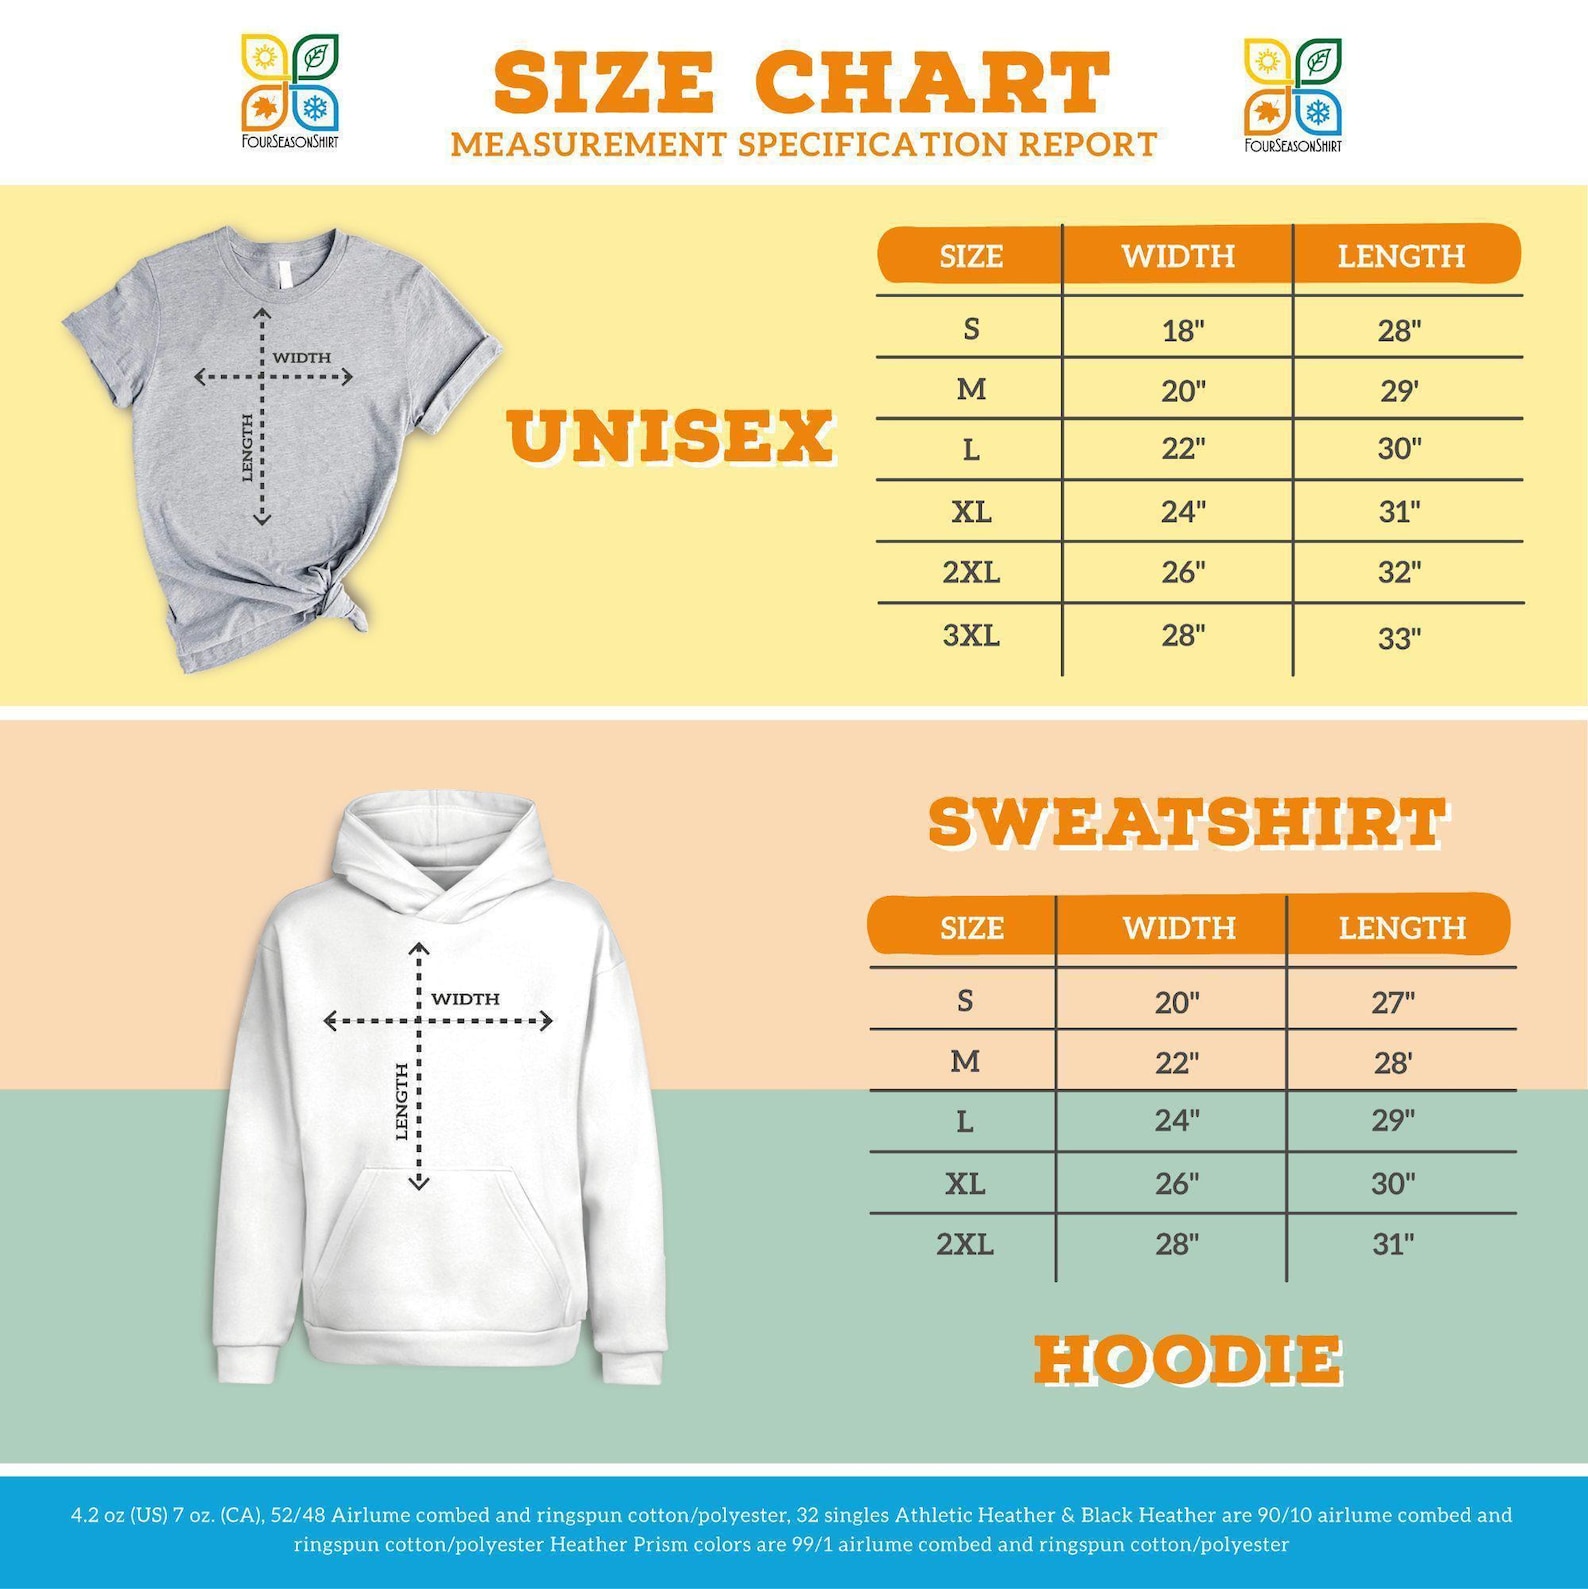 FOURSEASONSHIRT
SIZE CHART
MEASUREMENT SPECIFICATION REPORT
FOURSEASONSHIRT
WIDTH
LENGTH
UNISEX
SIZE WIDTH LENGTH
S 18" 28"
M 20" 29'
L 22" 30"
XL 24" 31"
2XL 26" 32"
3XL 28" 33"
WIDTH
LENGTH
SWEATSHIRT
SIZE WIDTH LENGTH
S 20" 27"
M 22" 28'
L 24" 29"
XL 26" 30"
2XL 28" 31"
HOODIE
4.2 oz (US) 7 oz. (CA), 52/48 Airlume combed and ringspun cotton/polyester, 32 singles Athletic Heather & Black Heather are 90/10 airlume combed and
ringspun cotton/polyester Heather Prism colors are 99/1 airlume combed and ringspun cotton/polyester